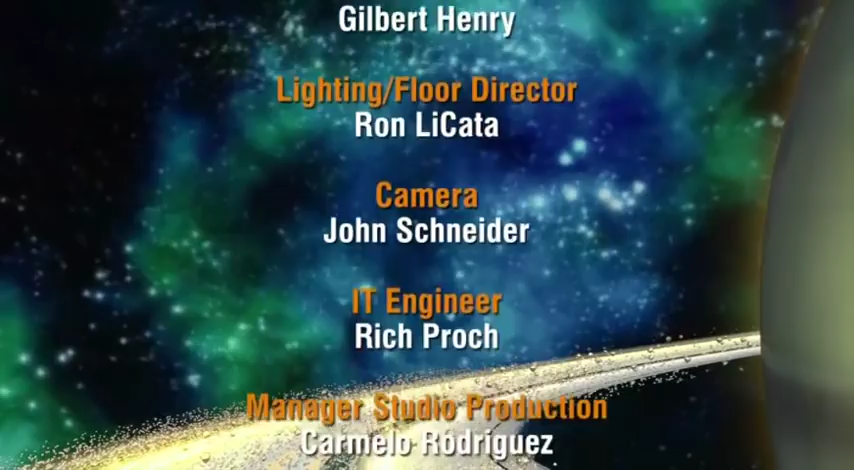 Gilbert Henry
Lighting/Floor Director
Ron LiCata
Camera
John Schneider
IT Engineer
Rich Proch
Manager Studio Production
Carmelo Rodriguez